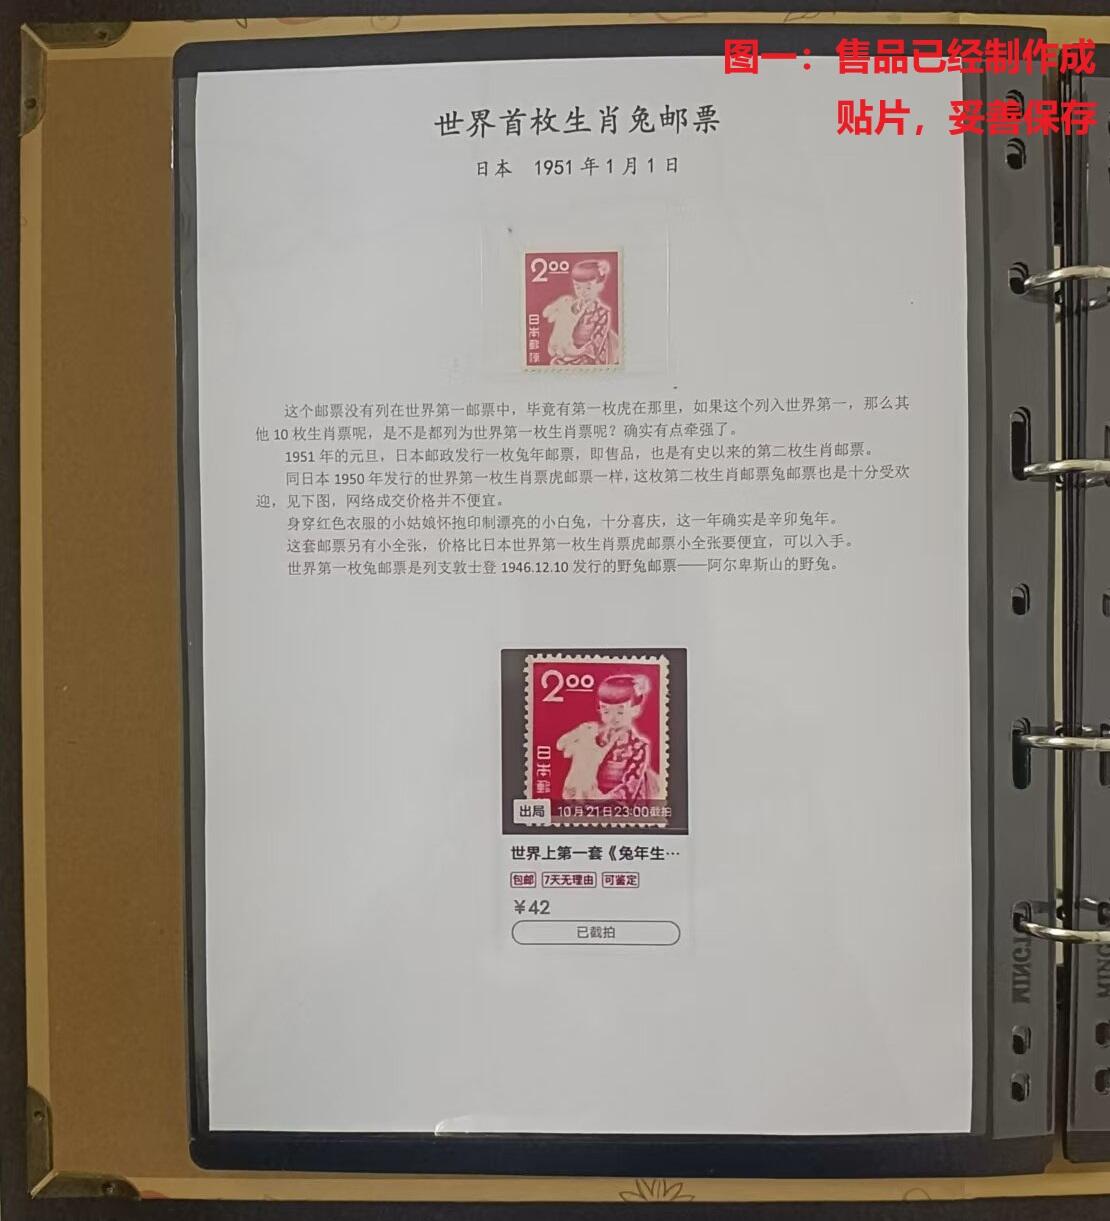 图一：售品已经制作成
贴片，妥善保存
世界首枚生肖兔邮票
日本 1951年1月1日
200
日本郵便
这个邮票没有列在世界第一邮票中，毕竟有第一枚虎在那里，如果这个列入世界第一，那么其
他10枚生肖票呢，是不是都列为世界第一枚生肖票呢？确实有点牵强了。
1951年的元旦，日本邮政发行一枚兔年邮票，即售品，也是有史以来的第二枚生肖邮票。
同日本1950年发行的世界第一枚生肖票虎邮票一样，这枚第二枚生肖邮票兔邮票也是十分受欢
迎，见下图，网络成交价格并不便宜。
身穿红色衣服的小姑娘怀抱印制漂亮的小白兔，十分喜庆，这一年确实是辛卯兔年。
这套邮票另有小全张，价格比日本世界第一枚生肖票虎邮票小全张要便宜，可以入手。
世界第一枚兔邮票是列支敦士登1946.12.10发行的野兔邮票——阿尔卑斯山的野兔。
200
日本郵
出局 10月21日23:00截拍
世界上第一套《兔年生…
包邮 7天无理由 可鉴定
¥42
已截拍